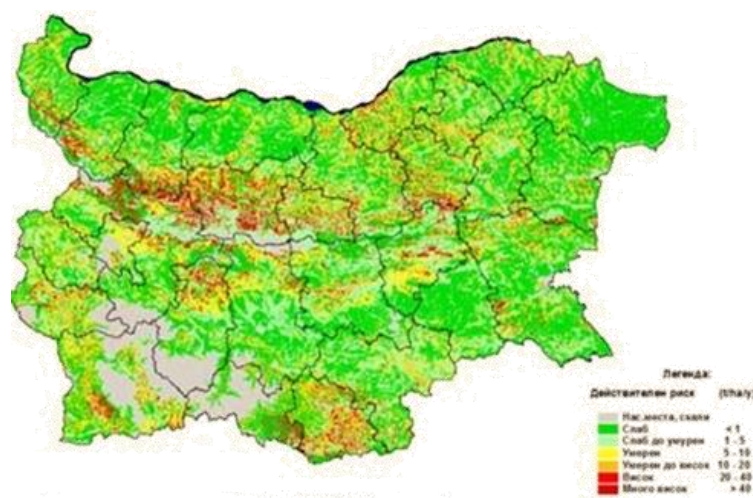 Легенда:
Действителен риск (t/ha/y)
Нас.места, скали
Слаб < 1
Слаб до умерен 1 - 5
Умерен 5 - 10
Умерен до висок 10 - 20
Висок 20 - 40
Много висок > 40